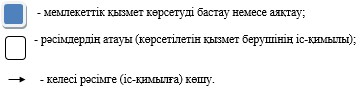 - мемлекеттік қызмет көрсетуді бастау немесе аяқтау;
- рәсімдердің атауы (көрсетілетін қызмет берушінің іс-қимылы);
- келесі рәсімге (іс-қимылға) көшу.